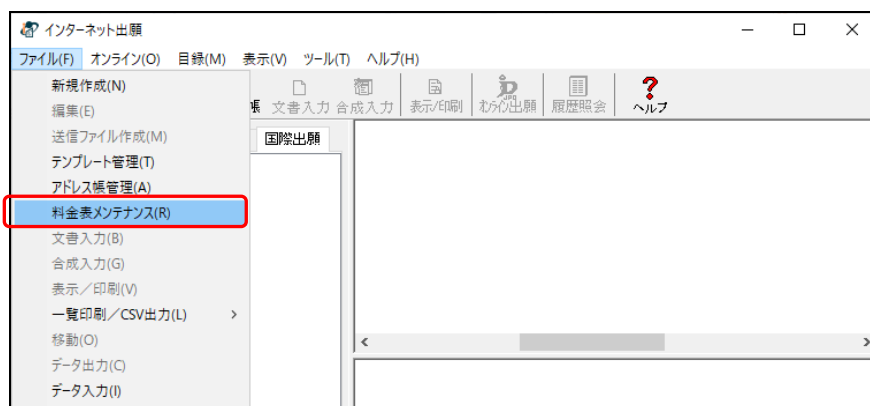 インターネット出願
ファイル(F) オンライン(O) 目録(M) 表示(V) ツール(T) ヘルプ(H)
新規作成(N)
編集(E)
送信ファイル作成(M)
テンプレート管理(T)
アドレス帳管理(A)
料金表メンテナンス(R)
文書入力(B)
合成入力(G)
表示／印刷(V)
一覧印刷／CSV出力(L)
移動(O)
データ出力(C)
データ入力(I)
帳 文書入力 合成入力 表示/印刷 わライン出願 履歴照会 ヘルプ
国際出願